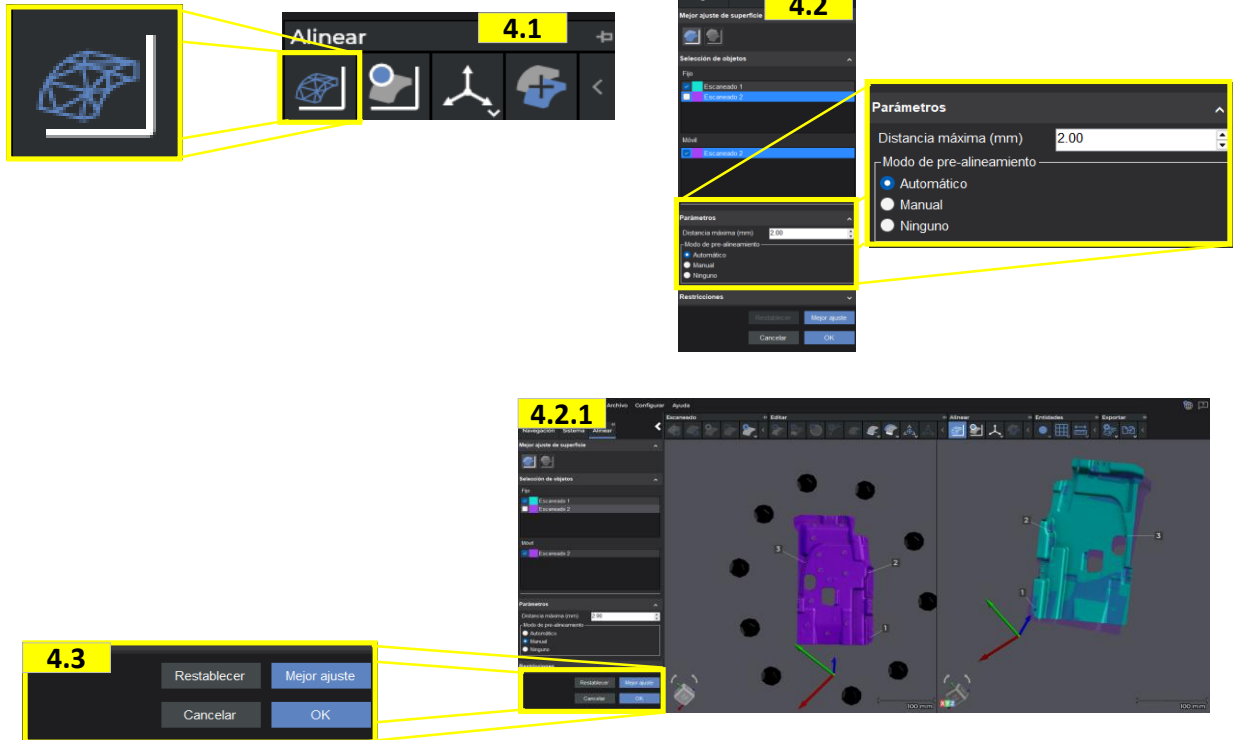 Alinear
4.1
4.2
Mejor ajuste de superficie
Selección de objetos
Fijo
Escaneado 1
Escaneado 2
Móvil
Escaneado 2
Parámetros
Distancia máxima (mm) 2.00
Modo de pre-alineamiento
Automático
Manual
Ninguno
Restricciones
Restablecer Mejor ajuste
Cancelar OK
Parámetros
Distancia máxima (mm) 2.00
Modo de pre-alineamiento
Automático
Manual
Ninguno
4.2.1
Archivo Configurar Ayuda
Navegación Sistema Alinear
Escaneado Editar Alinear Entidades Exportar
Mejor ajuste de superficie
Selección de objetos
Fijo
Escaneado 1
Escaneado 2
Móvil
Escaneado 2
Parámetros
Distancia máxima (mm) 2.00
Modo de pre-alineamiento
Automático
Manual
Ninguno
Restricciones
Restablecer Mejor ajuste
Cancelar OK
3
2
1
100 mm
2
3
1
100 mm
4.3
Restablecer Mejor ajuste
Cancelar OK